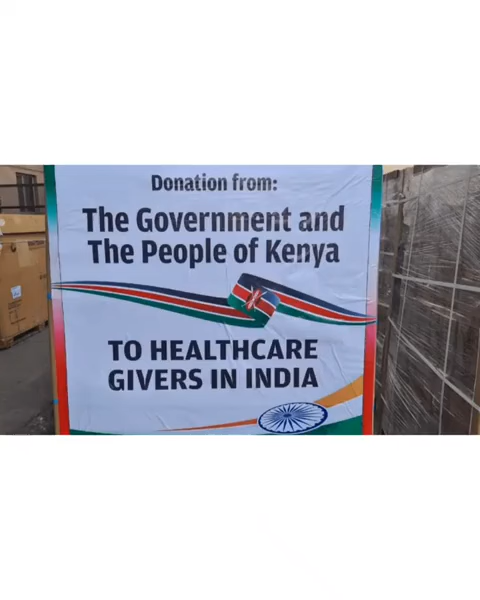 Donation from:
The Government and
The People of Kenya
TO HEALTHCARE
GIVERS IN INDIA